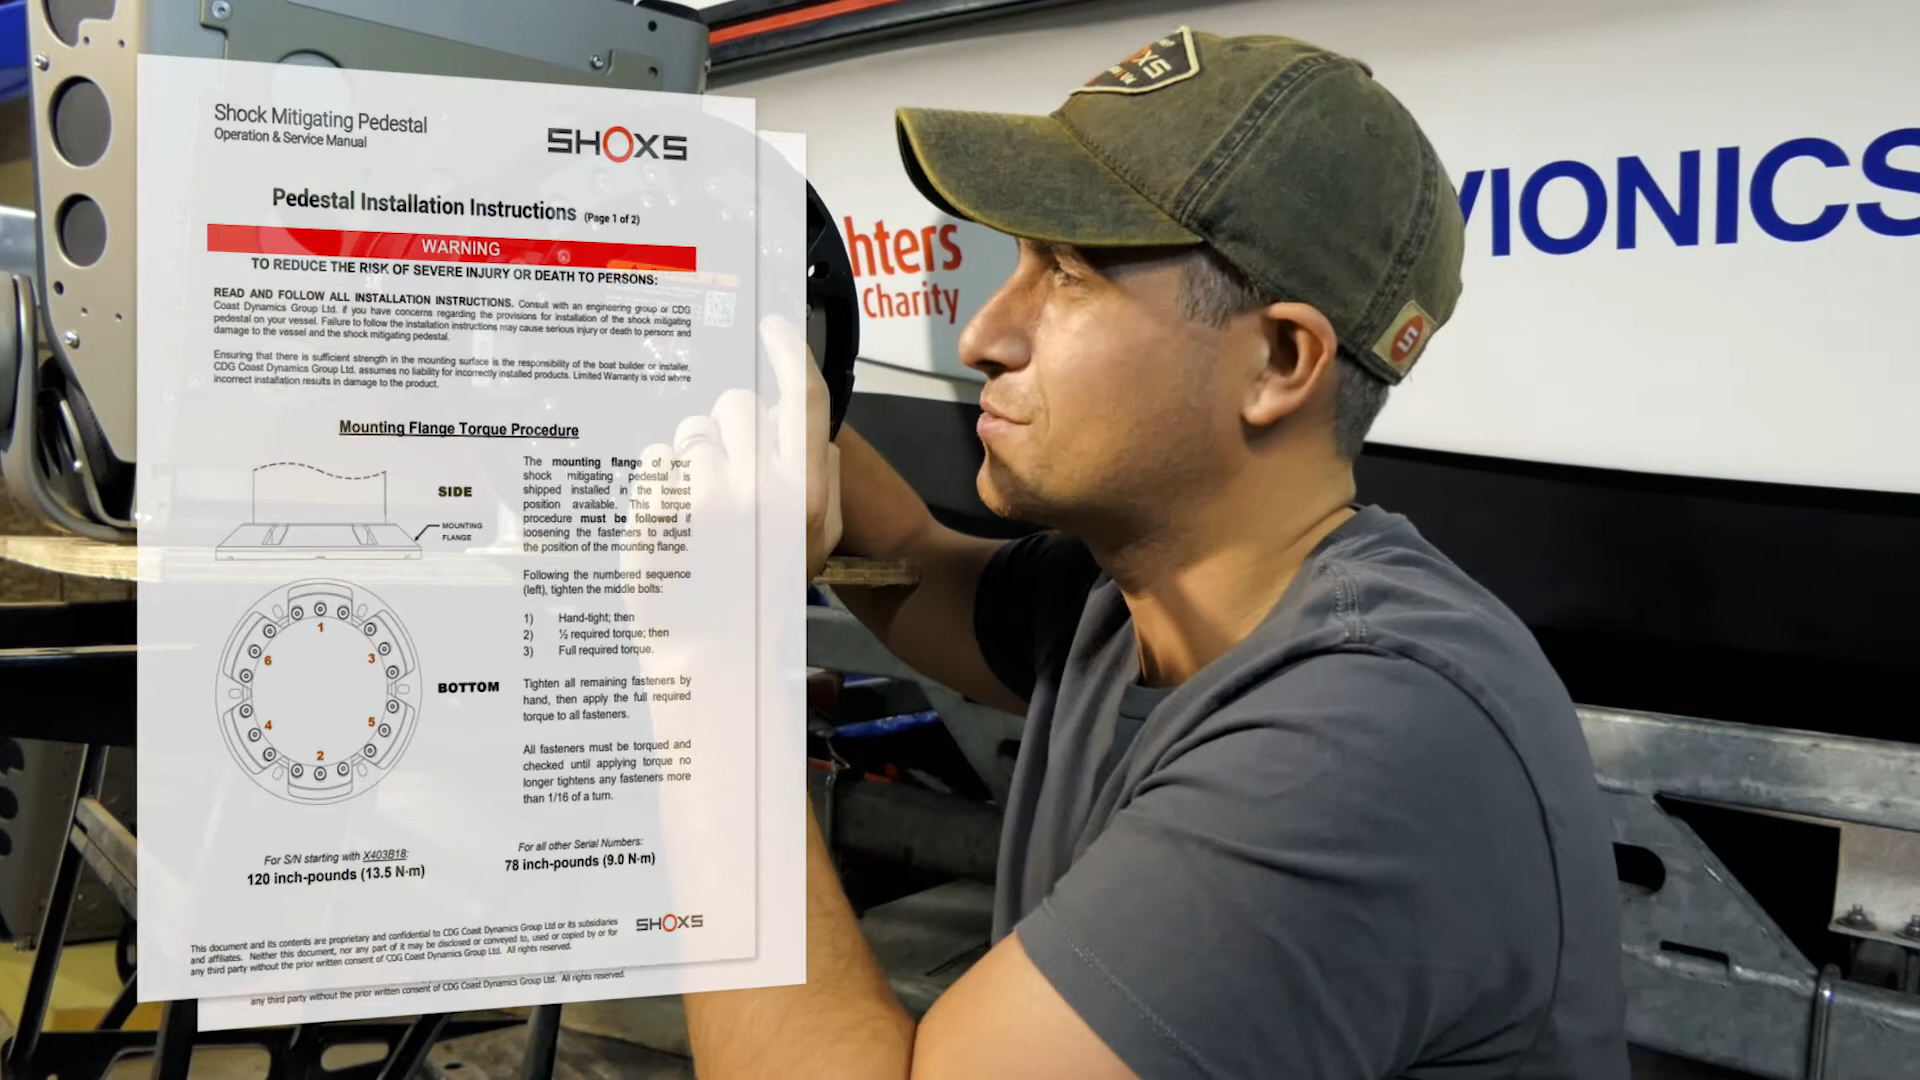 Shock Mitigating Pedestal
Operation & Service Manual
SHOXS
Pedestal Installation Instructions (Page 1 of 2)
WARNING
TO REDUCE THE RISK OF SEVERE INJURY OR DEATH TO PERSONS:
READ AND FOLLOW ALL INSTALLATION INSTRUCTIONS. Consult with an engineering group or CDG
Coast Dynamics Group Ltd. if you have concerns regarding the provisions for installation of the shock mitigating
pedestal on your vessel. Failure to follow the installation instructions may cause serious injury or death to persons and
damage to the vessel and the shock mitigating pedestal.
Ensuring that there is sufficient strength in the mounting surface is the responsibility of the boat builder or installer.
CDG Coast Dynamics Group Ltd. assumes no liability for incorrectly installed products. Limited Warranty is void where
incorrect installation results in damage to the product.
Mounting Flange Torque Procedure
SIDE
MOUNTING
FLANGE
The mounting flange of your
shock mitigating pedestal is
shipped installed in the lowest
position available. This torque
procedure must be followed if
loosening the fasteners to adjust
the position of the mounting flange.
Following the numbered sequence
(left), tighten the middle bolts:
1) Hand-tight; then
2) ½ required torque; then
3) Full required torque.
1
6
3
4
5
2
BOTTOM
Tighten all remaining fasteners by
hand, then apply the full required
torque to all fasteners.
All fasteners must be torqued and
checked until applying torque no
longer tightens any fasteners more
than 1/16 of a turn.
For S/N starting with X403B18:
120 inch-pounds (13.5 N·m)
For all other Serial Numbers:
78 inch-pounds (9.0 N·m)
This document and its contents are proprietary and confidential to CDG Coast Dynamics Group Ltd or its subsidiaries
and affiliates. Neither this document, nor any part of it may be disclosed or conveyed to, used or copied by or for
any third party without the prior written consent of CDG Coast Dynamics Group Ltd. All rights reserved.
SHOXS
any third party without the prior written consent of CDG Coast Dynamics Group Ltd. All rights reserved.
hters
Charity
VIONICS